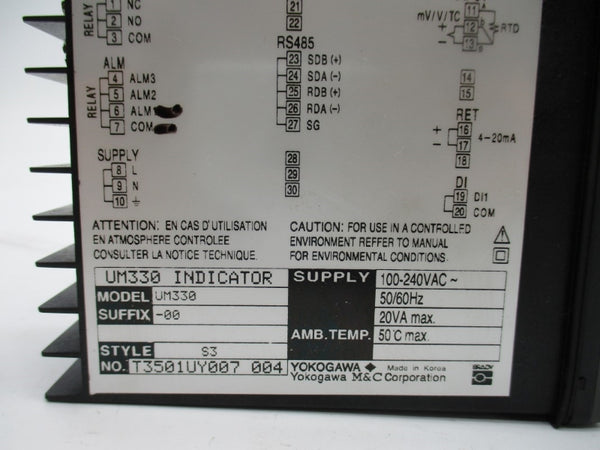 RELAY
1 NC
2 NO
3 COM
ALM
RELAY
4 ALM3
5 ALM2
6 ALM
7 COM
SUPPLY
8 L
9 N
10
21
22
RS485
23 SDB (+)
24 SDA (–)
25 RDB (+)
26 RDA (–)
27 SG
28
29
30
mV/V/TC
11
+ 12
– 13
RTD
14
15
RET
+ 16
– 17
4–20mA
18
DI
19 DI1
20 COM
ATTENTION: EN CAS D'UTILISATION
EN ATMOSPHERE CONTROLEE
CONSULTER LA NOTICE TECHNIQUE.
CAUTION: FOR USE IN A CONTROLLED
ENVIRONMENT REFFER TO MANUAL
FOR ENVIRONMENTAL CONDITIONS.
UM330 INDICATOR
MODEL UM330
SUFFIX -00
STYLE S3
NO. T3501UY007 004
SUPPLY 100-240VAC ~
50/60Hz
20VA max.
AMB.TEMP. 50°C max.
YOKOGAWA Made in Korea
Yokogawa M&C Corporation